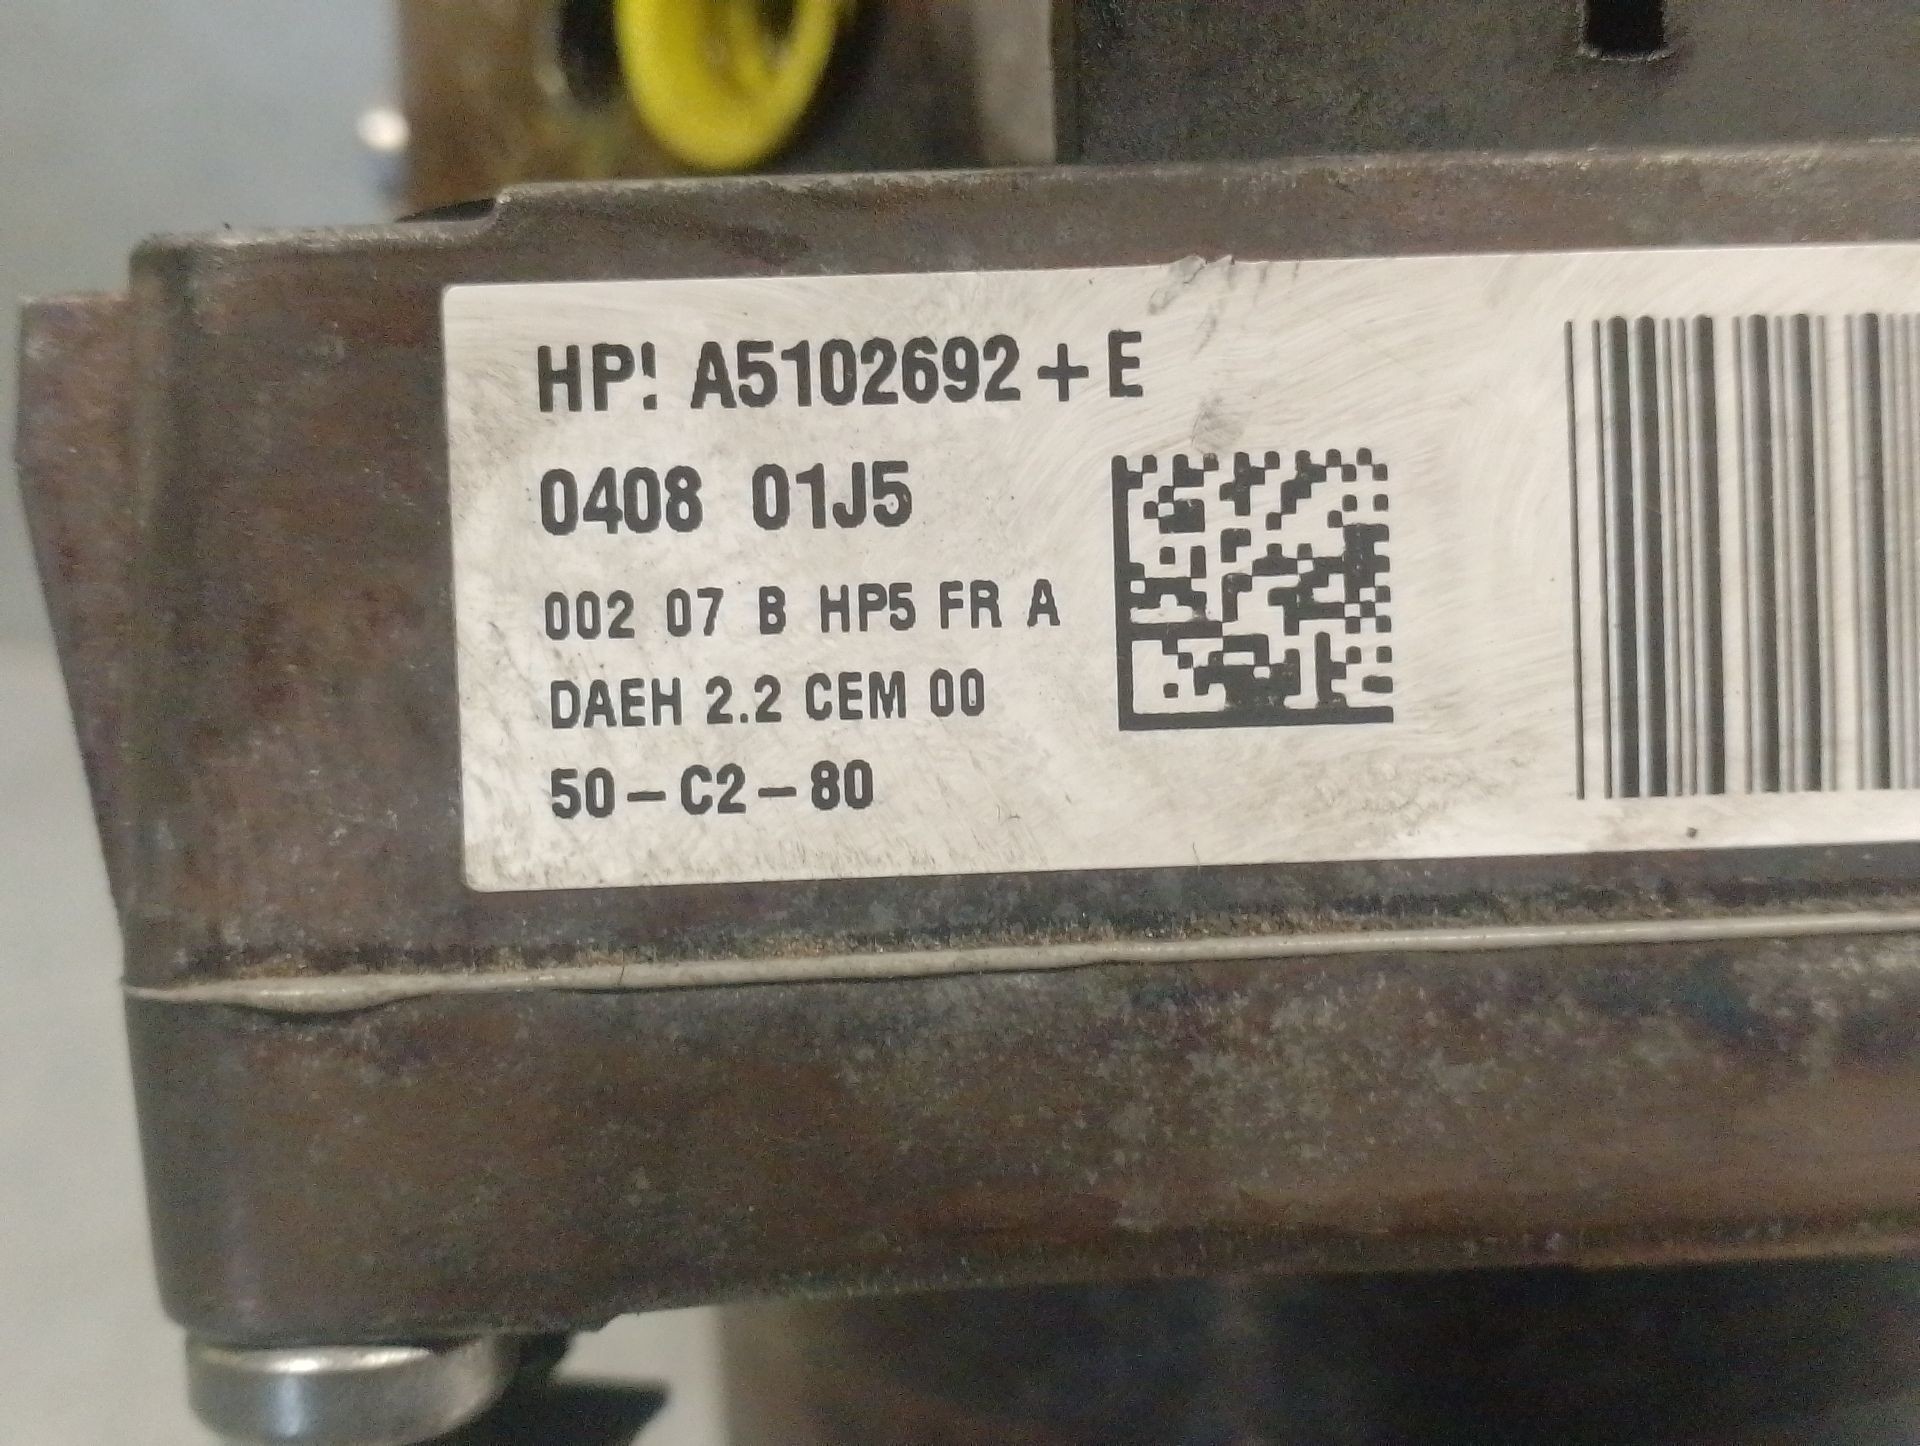 HP! A5102692+E
0408 01J5
002 07 B HP5 FR A
DAEH 2.2 CEM 00
50-C2-80